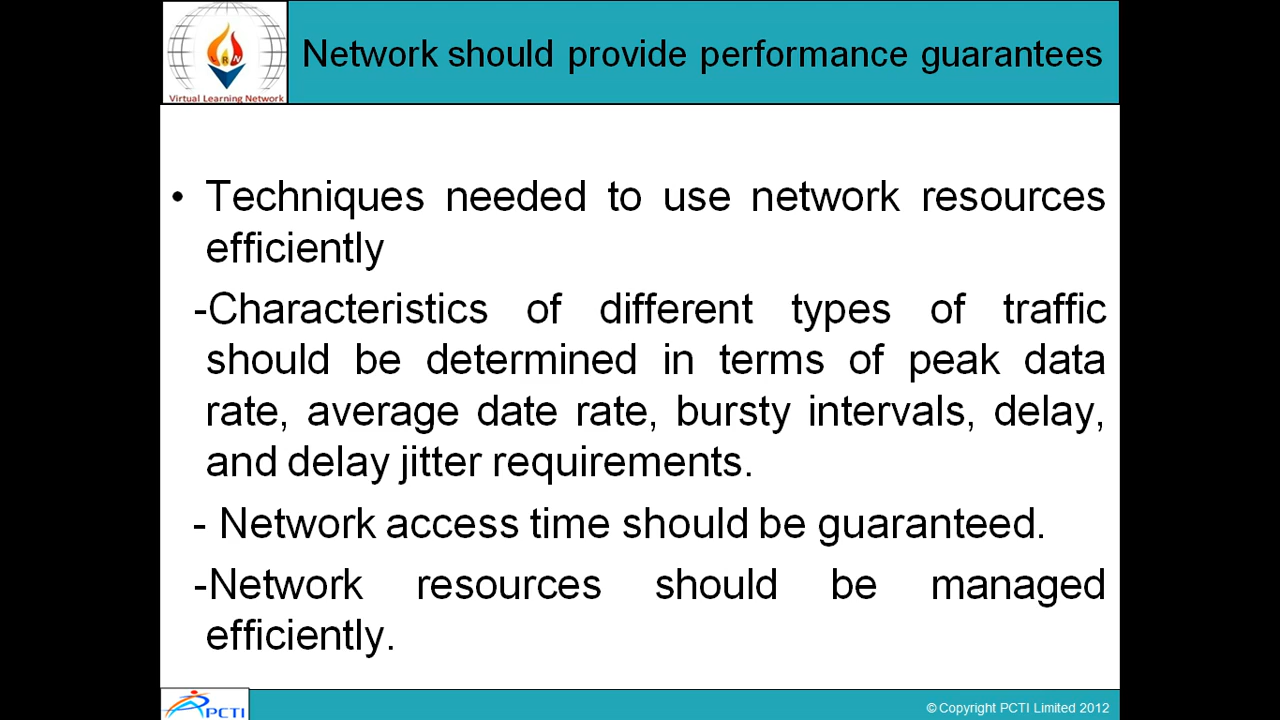 Network should provide performance guarantees
LRN
Virtual Learning Network
• Techniques needed to use network resources
efficiently
-Characteristics of different types of traffic
should be determined in terms of peak data
rate, average date rate, bursty intervals, delay,
and delay jitter requirements.
- Network access time should be guaranteed.
-Network resources should be managed
efficiently.
PCTI
© Copyright PCTI Limited 2012